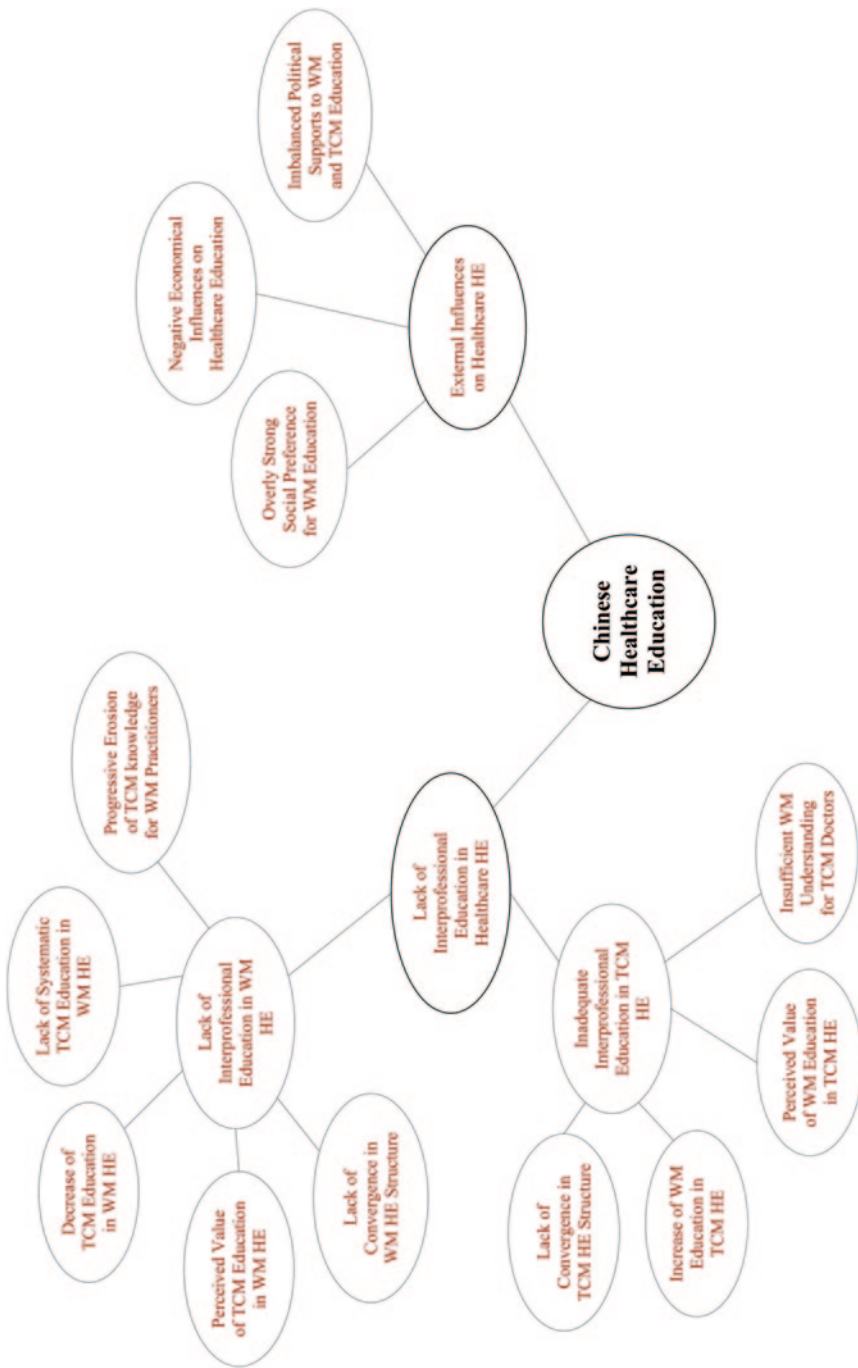 Imbalanced Political
Supports to WM
and TCM Education
Negative Economical
Influences on
Healthcare Education
Overly Strong
Social Preference
for WM Education
External Influences
on Healthcare HE
Chinese
Healthcare
Education
Progressive Erosion
of TCM knowledge
for WM Practitioners
Lack of Systematic
TCM Education in
WM HE
Decrease of
TCM Education
in WM HE
Perceived Value
of TCM Education
in WM HE
Lack of
Convergence in
WM HE Structure
Lack of
Interprofessional
Education in WM
HE
Lack of
Interprofessional
Education in
Healthcare HE
Inadequate
Interprofessional
Education in TCM
HE
Lack of
Convergence in
TCM HE Structure
Increase of WM
Education in
TCM HE
Perceived Value
of WM Education
in TCM HE
Insufficient WM
Understanding
for TCM Doctors